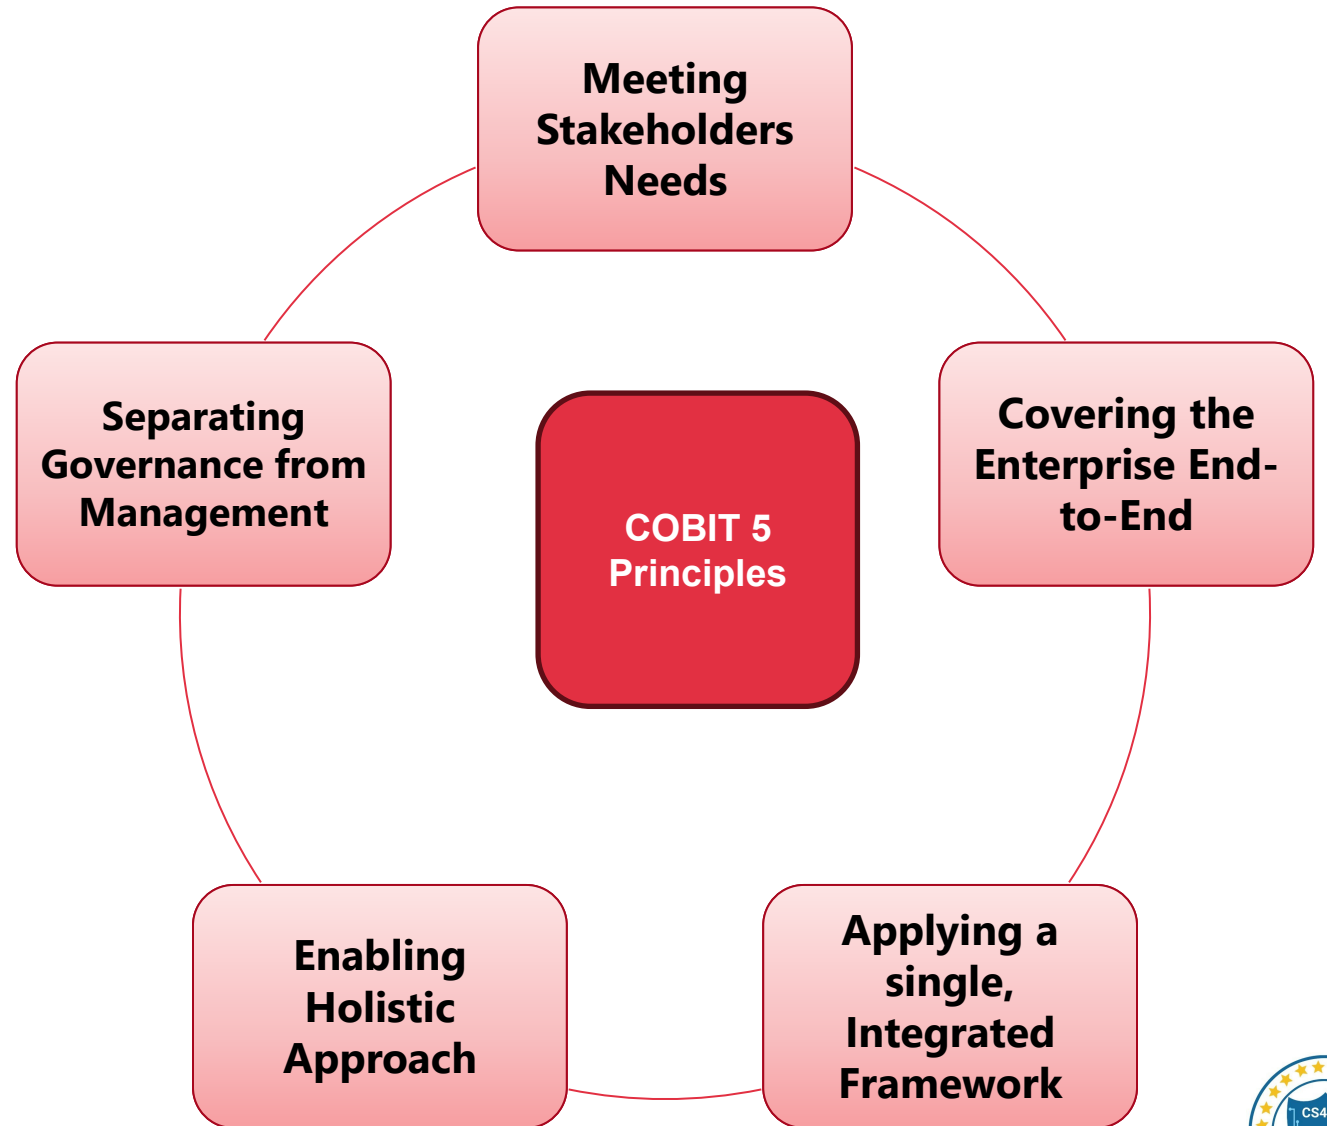 Meeting
Stakeholders
Needs
Separating
Governance from
Management
COBIT 5
Principles
Covering the
Enterprise End-
to-End
Enabling
Holistic
Approach
Applying a
single,
Integrated
Framework
CS4